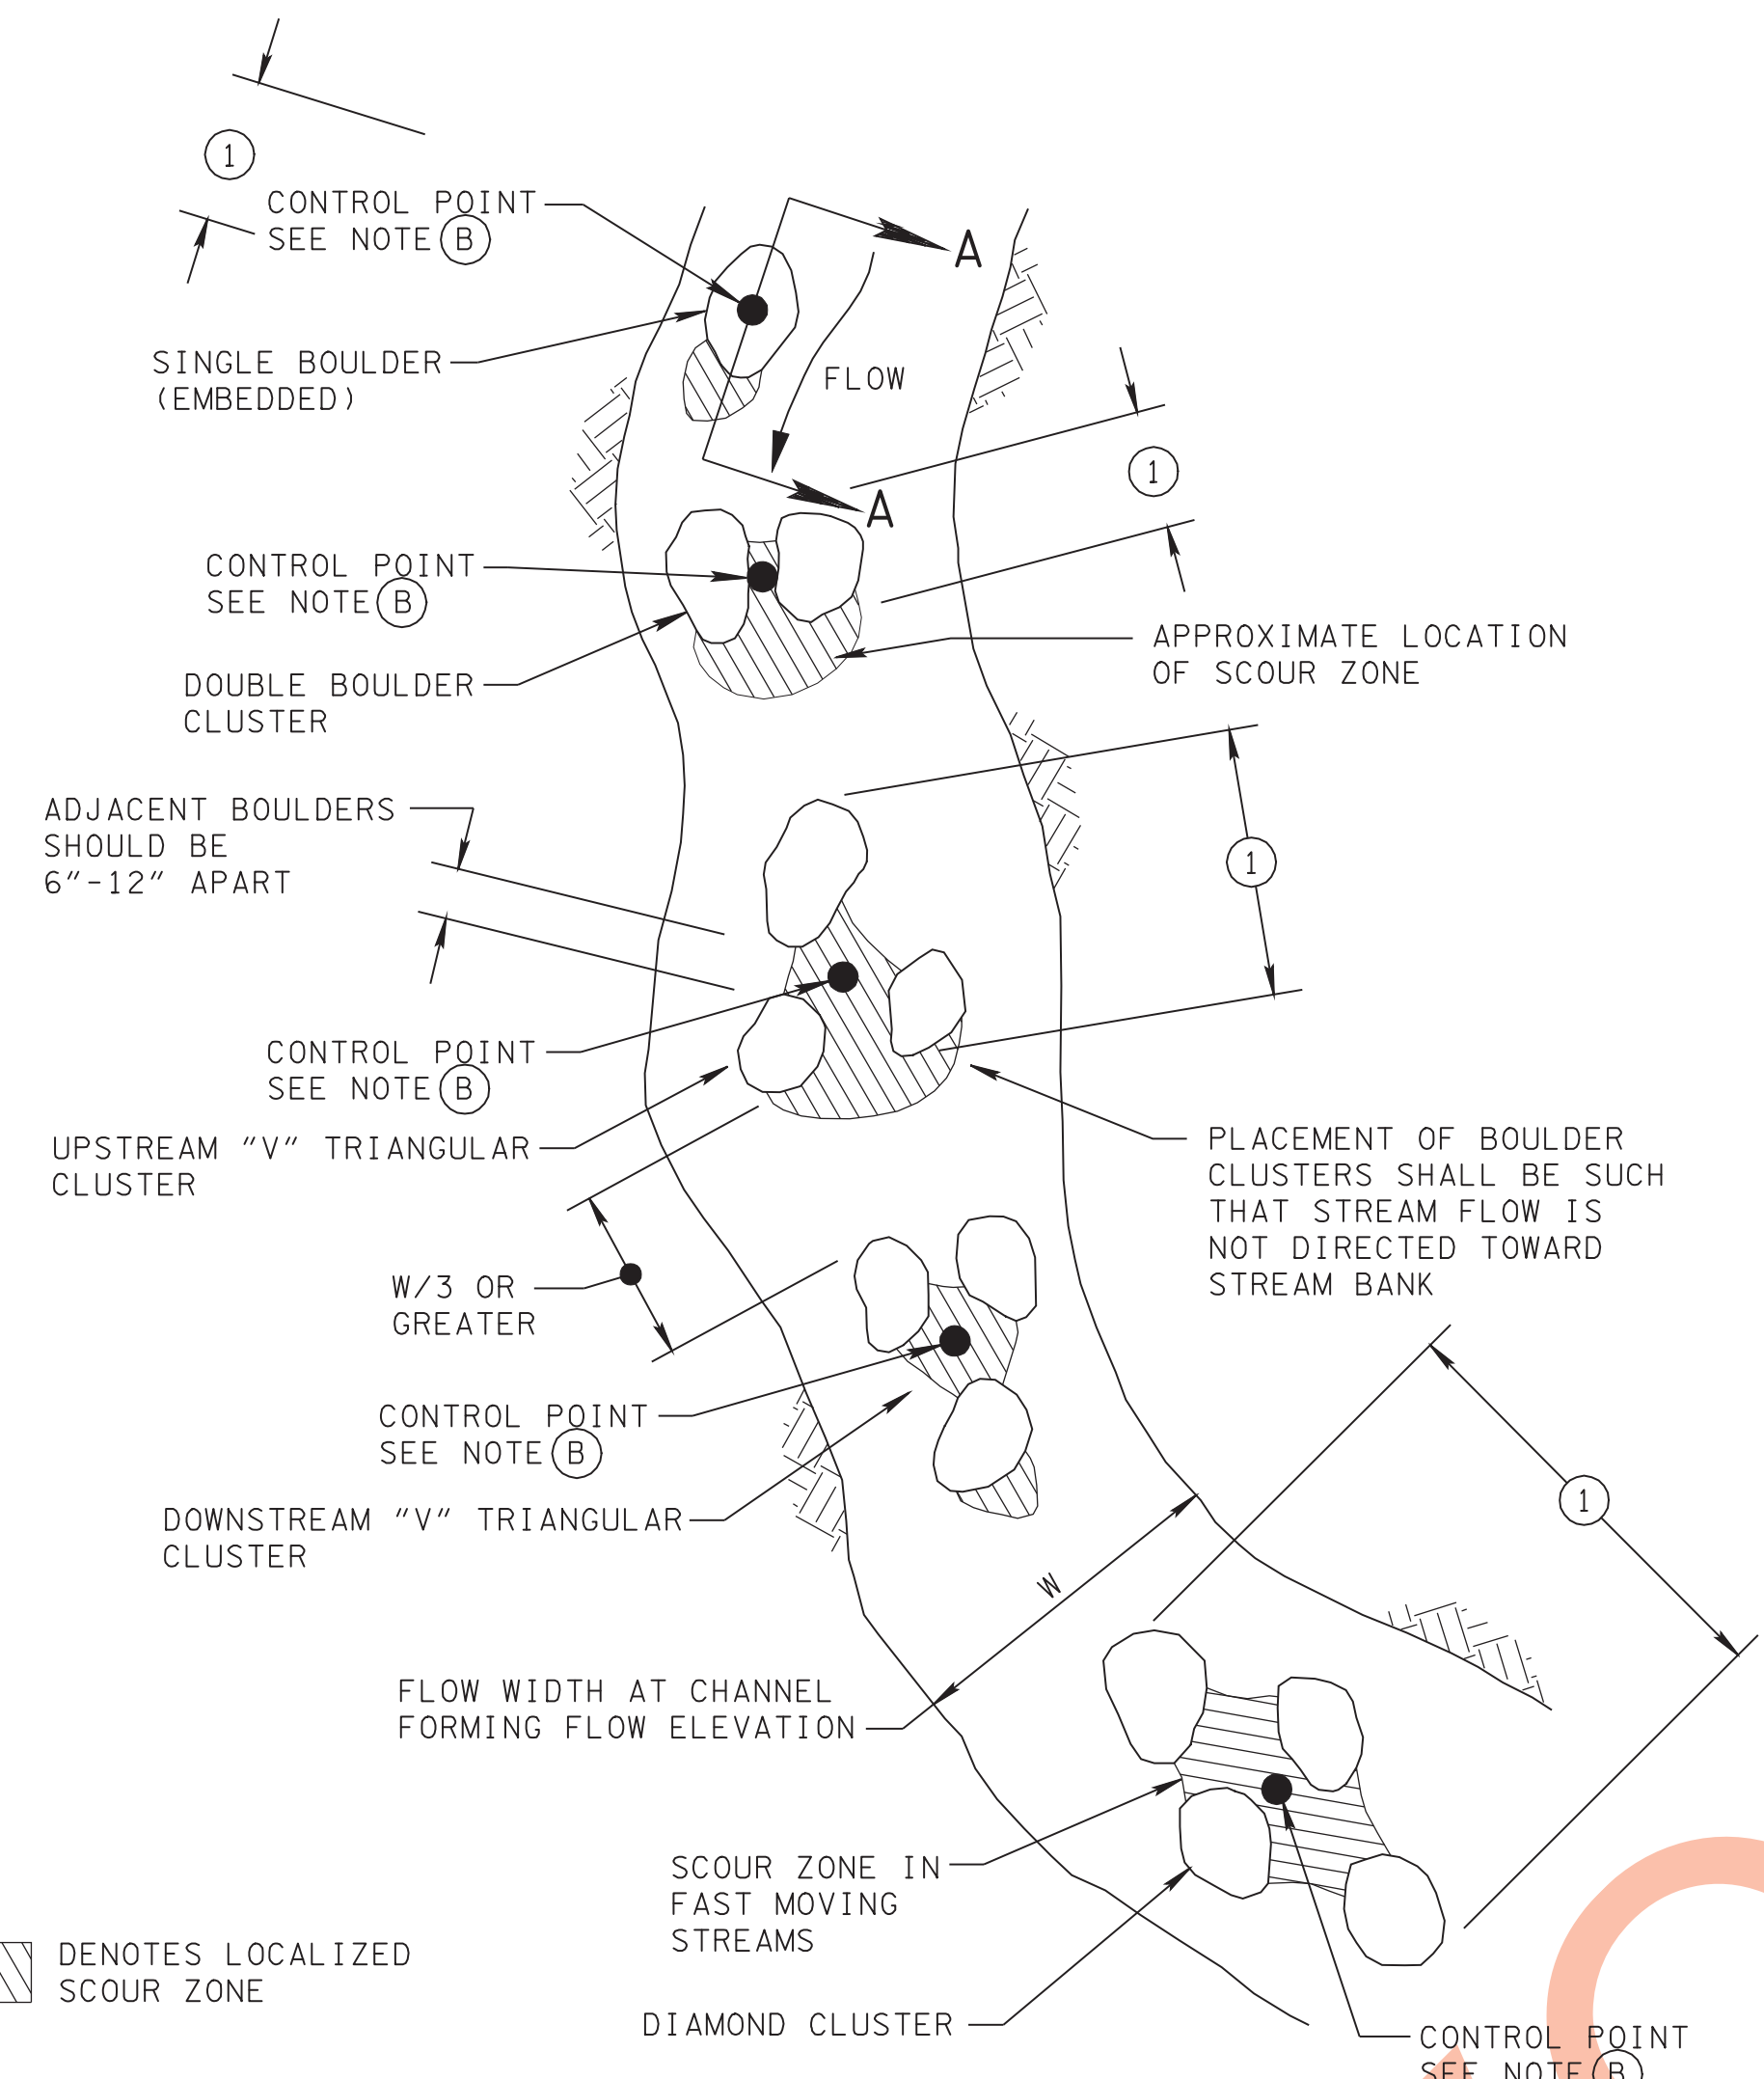 1
CONTROL POINT
SEE NOTE B
A
SINGLE BOULDER
(EMBEDDED)
FLOW
1
A
CONTROL POINT
SEE NOTE B
APPROXIMATE LOCATION
OF SCOUR ZONE
DOUBLE BOULDER
CLUSTER
ADJACENT BOULDERS
SHOULD BE
6"-12" APART
1
CONTROL POINT
SEE NOTE B
UPSTREAM "V" TRIANGULAR
CLUSTER
PLACEMENT OF BOULDER
CLUSTERS SHALL BE SUCH
THAT STREAM FLOW IS
NOT DIRECTED TOWARD
STREAM BANK
W/3 OR
GREATER
CONTROL POINT
SEE NOTE B
1
DOWNSTREAM "V" TRIANGULAR
CLUSTER
W
FLOW WIDTH AT CHANNEL
FORMING FLOW ELEVATION
SCOUR ZONE IN
FAST MOVING
STREAMS
DENOTES LOCALIZED
SCOUR ZONE
DIAMOND CLUSTER
CONTROL POINT
SEE NOTE B